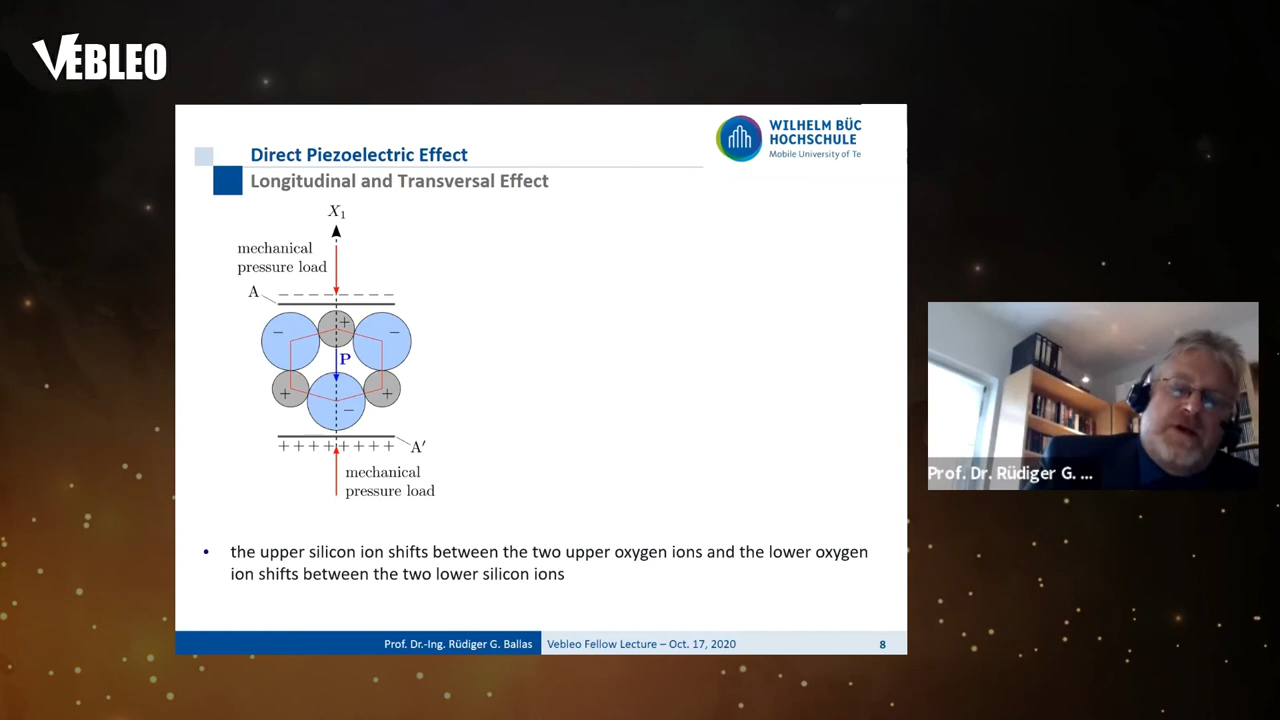 VEBLEO
WILHELM BÜC
HOCHSCHULE
Mobile University of Te
Direct Piezoelectric Effect
Longitudinal and Transversal Effect
X₁
mechanical
pressure load
A
− − − − − − − −
− + −
P
+ − +
+ + + + + + + +
A′
mechanical
pressure load
• the upper silicon ion shifts between the two upper oxygen ions and the lower oxygen
ion shifts between the two lower silicon ions
Prof. Dr.-Ing. Rüdiger G. Ballas
Vebleo Fellow Lecture – Oct. 17, 2020
8
Prof. Dr. Rüdiger G. ...